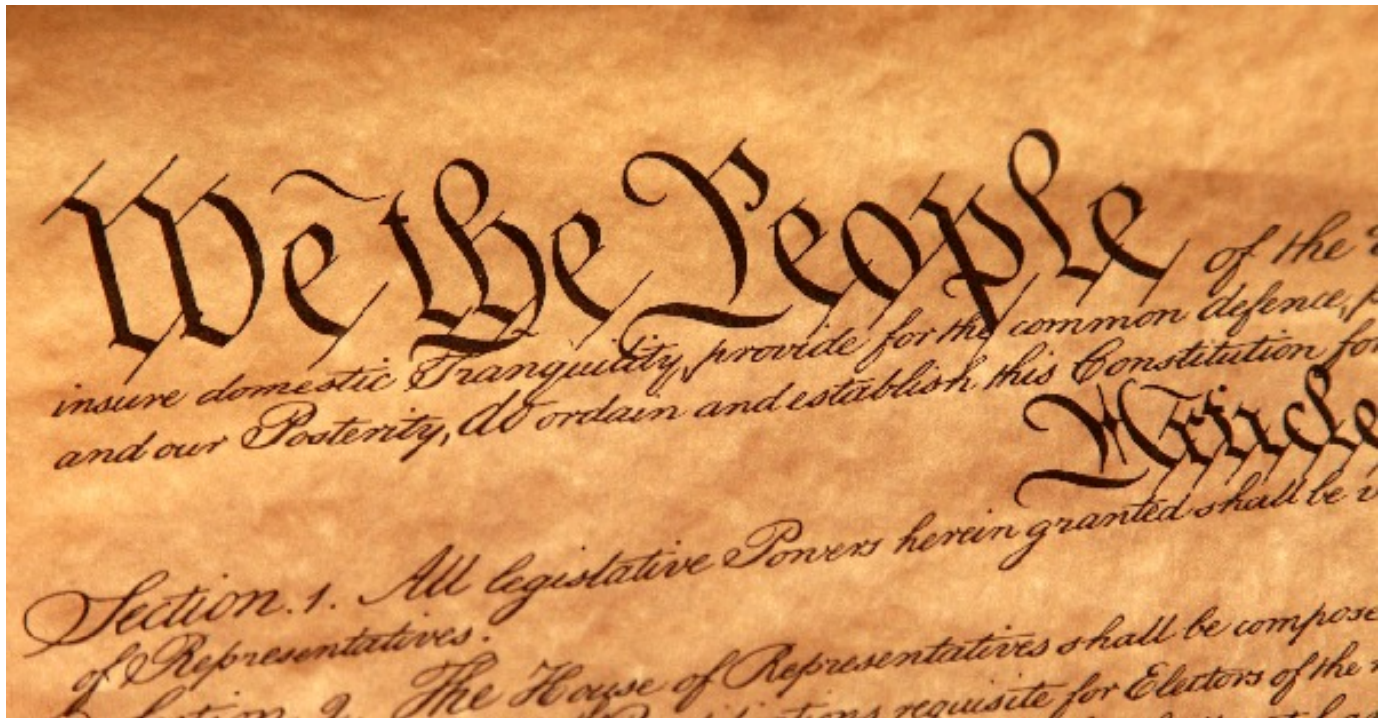 We the People of the
insure domestic Tranquility, provide for the common defence,
and our Posterity, do ordain and establish this Constitution for
Article
Section. 1. All legislative Powers herein granted shall be
of Representatives.
Section. 2. The House of Representatives shall be compose
requisite for Electors of the